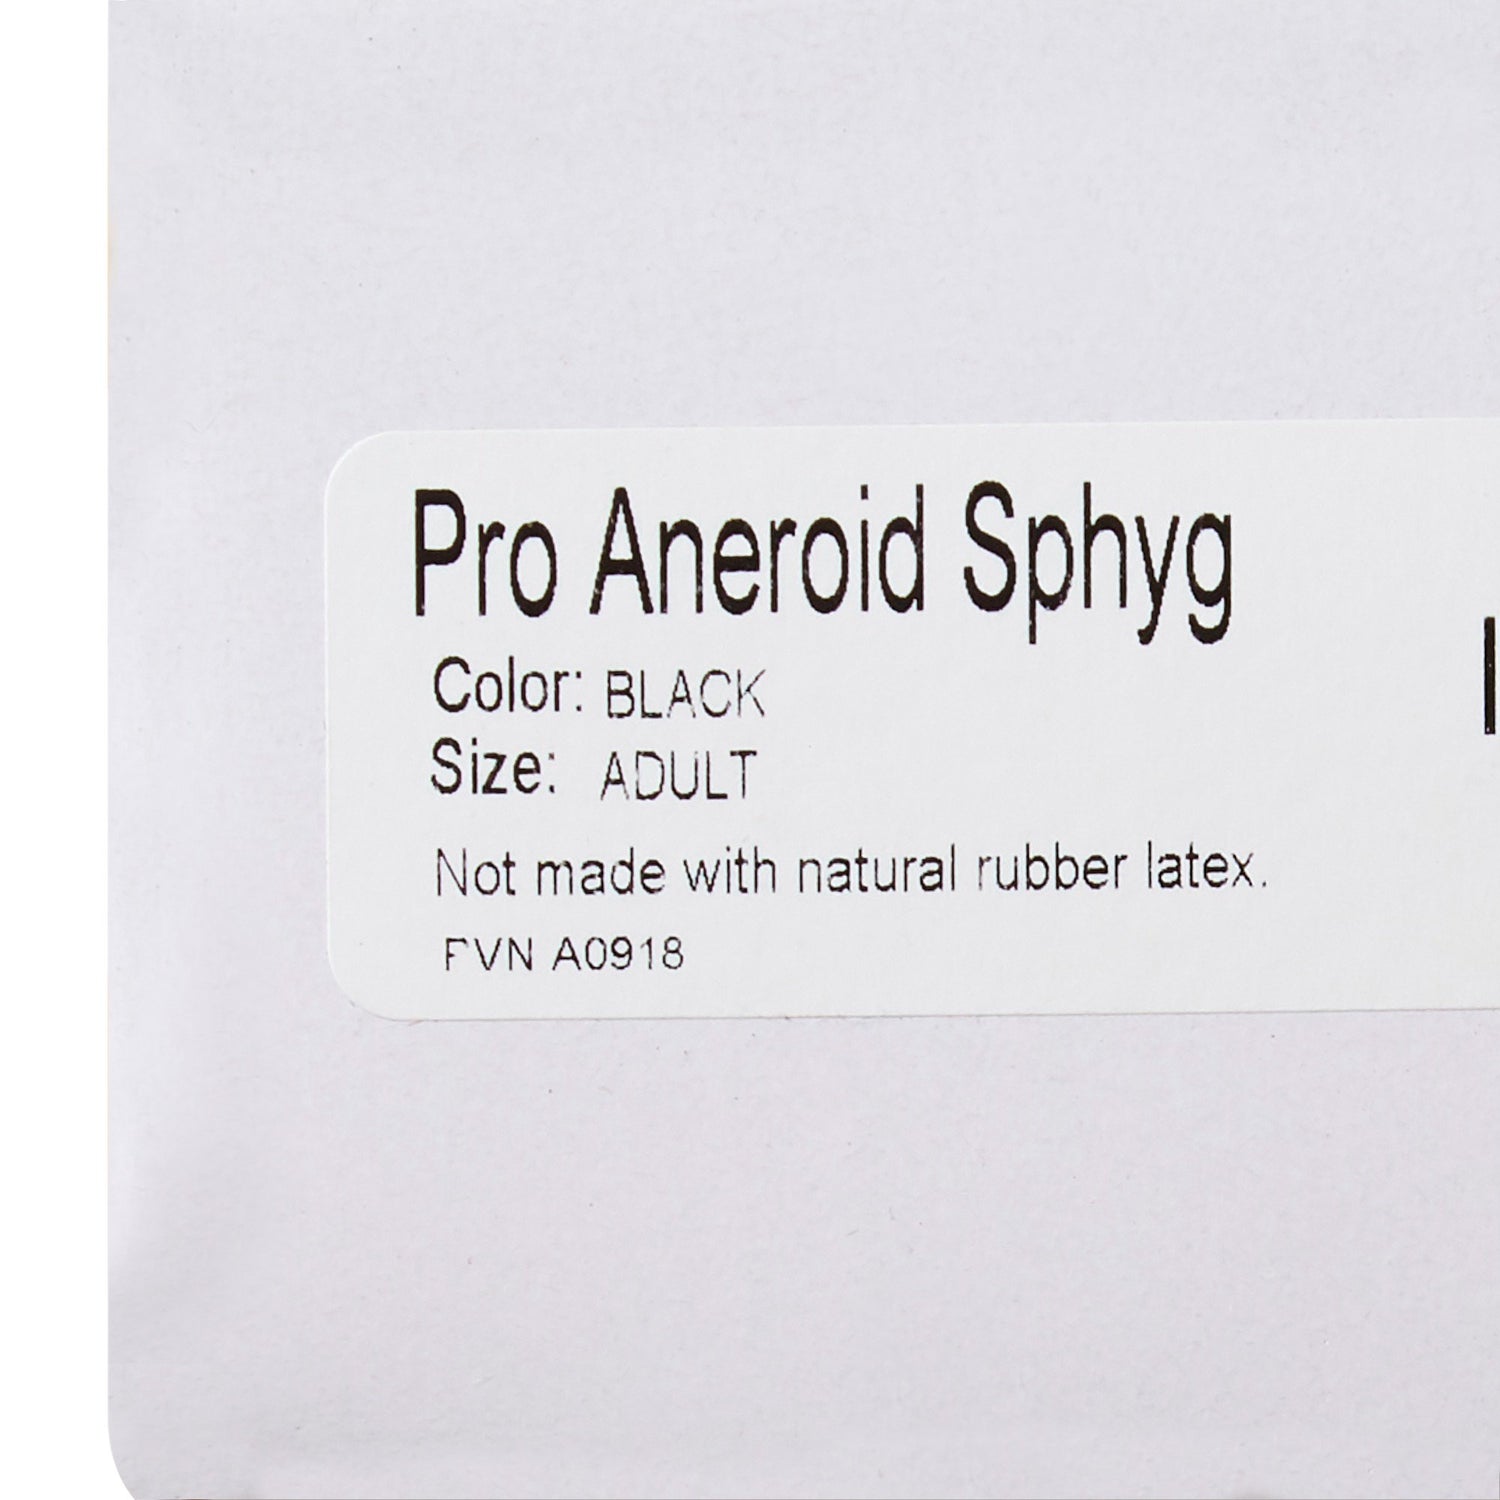 Pro Aneroid Sphyg
Color: BLACK
Size: ADULT
Not made with natural rubber latex.
FVN A0918